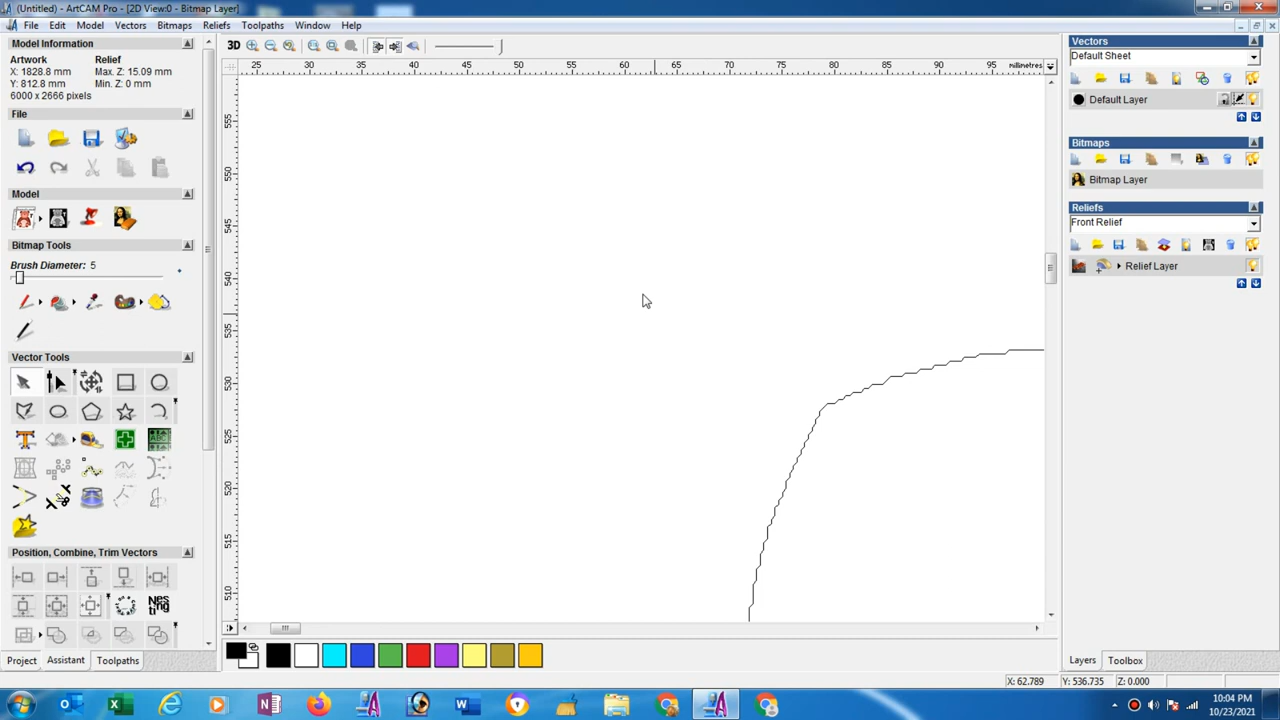 (Untitled) - ArtCAM Pro - [2D View:0 - Bitmap Layer]
File Edit Model Vectors Bitmaps Reliefs Toolpaths Window Help
Model Information
Artwork Relief
X: 1828.8 mm Max. Z: 15.09 mm
Y: 812.8 mm Min. Z: 0 mm
6000 x 2666 pixels
File
Model
Bitmap Tools
Brush Diameter: 5
Vector Tools
Position, Combine, Trim Vectors
Project Assistant Toolpaths
3D
25 30 35 40 45 50 55 60 65 70 75 80 85 90 95 millimetres
555
550
545
540
535
530
525
520
515
510
Vectors
Default Sheet
Default Layer
Bitmaps
Bitmap Layer
Reliefs
Front Relief
Relief Layer
Layers Toolbox
X: 62.789 Y: 536.735 Z: 0.000
10:04 PM
10/23/2021